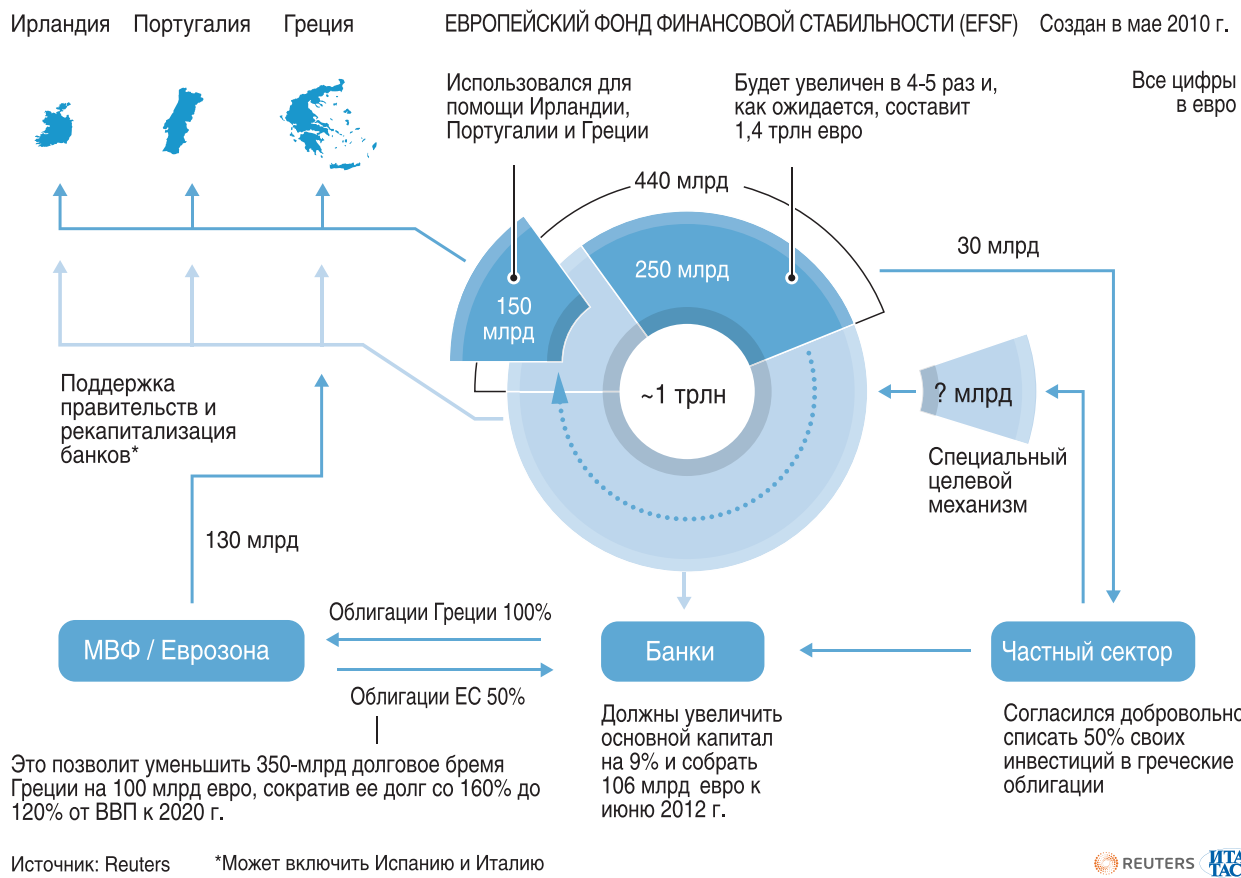 Ирландия Португалия Греция
ЕВРОПЕЙСКИЙ ФОНД ФИНАНСОВОЙ СТАБИЛЬНОСТИ (EFSF) Создан в мае 2010 г.
Использовался для
помощи Ирландии,
Португалии и Греции
Будет увеличен в 4-5 раз и,
как ожидается, составит
1,4 трлн евро
Все цифры
в евро
440 млрд
250 млрд
150
млрд
~1 трлн
30 млрд
? млрд
Специальный
целевой
механизм
Поддержка
правительств и
рекапитализация
банков*
130 млрд
Облигации Греции 100%
МВФ / Еврозона
Банки
Частный сектор
Облигации ЕС 50%
Это позволит уменьшить 350-млрд долговое бремя
Греции на 100 млрд евро, сократив ее долг со 160% до
120% от ВВП к 2020 г.
Должны увеличить
основной капитал
на 9% и собрать
106 млрд евро к
июню 2012 г.
Согласился добровольно
списать 50% своих
инвестиций в греческие
облигации
Источник: Reuters *Может включить Испанию и Италию
REUTERS
ИТА
ТАС